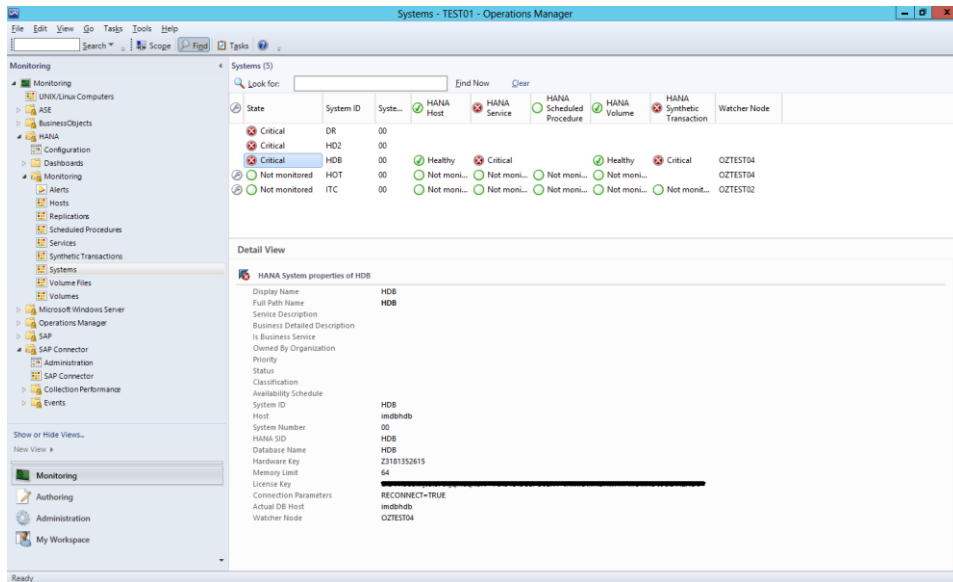 Systems - TEST01 - Operations Manager
File Edit View Go Tasks Tools Help
Search Scope Find Tasks
Monitoring
Monitoring
UNIX/Linux Computers
ASE
BusinessObjects
HANA
Configuration
Dashboards
Monitoring
Alerts
Hosts
Replications
Scheduled Procedures
Services
Synthetic Transactions
Systems
Volume Files
Volumes
Microsoft Windows Server
Operations Manager
SAP
SAP Connector
Administration
SAP Connector
Collection Performance
Events
Show or Hide Views...
New View
Monitoring
Authoring
Administration
My Workspace
Systems (5)
Look for: Find Now Clear
State System ID Syste... HANA Host HANA Service HANA Scheduled Procedure HANA Volume HANA Synthetic Transaction Watcher Node
Critical DR 00
Critical HD2 00
Critical HDB 00 Healthy Critical Healthy Critical OZTEST04
Not monitored HOT 00 Not moni... Not moni... Not moni... Not moni... OZTEST04
Not monitored ITC 00 Not moni... Not moni... Not moni... Not moni... Not monit... OZTEST02
Detail View
HANA System properties of HDB
Display Name HDB
Full Path Name HDB
Service Description
Business Detailed Description
Is Business Service
Owned By Organization
Priority
Status
Classification
Availability Schedule
System ID HDB
Host imdbhdb
System Number 00
HANA SID HDB
Database Name HDB
Hardware Key Z3181352615
Memory Limit 64
License Key
Connection Parameters RECONNECT=TRUE
Actual DB Host imdbhdb
Watcher Node OZTEST04
Ready